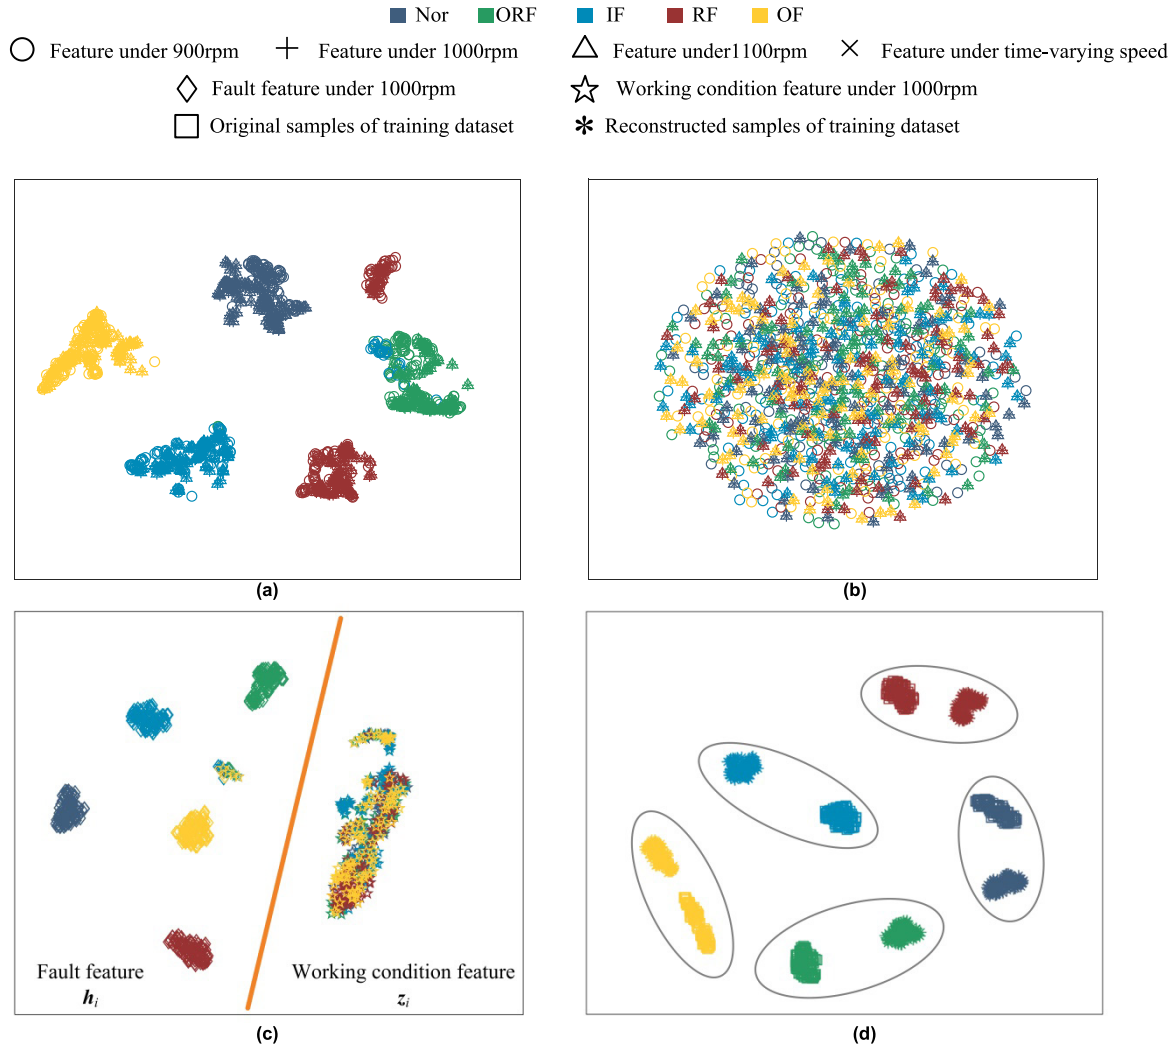 Nor ORF IF RF OF
Feature under 900rpm Feature under 1000rpm Feature under1100rpm Feature under time-varying speed
Fault feature under 1000rpm Working condition feature under 1000rpm
Original samples of training dataset Reconstructed samples of training dataset
(a) (b)
Fault feature Working condition feature
h_i z_i
(c) (d)